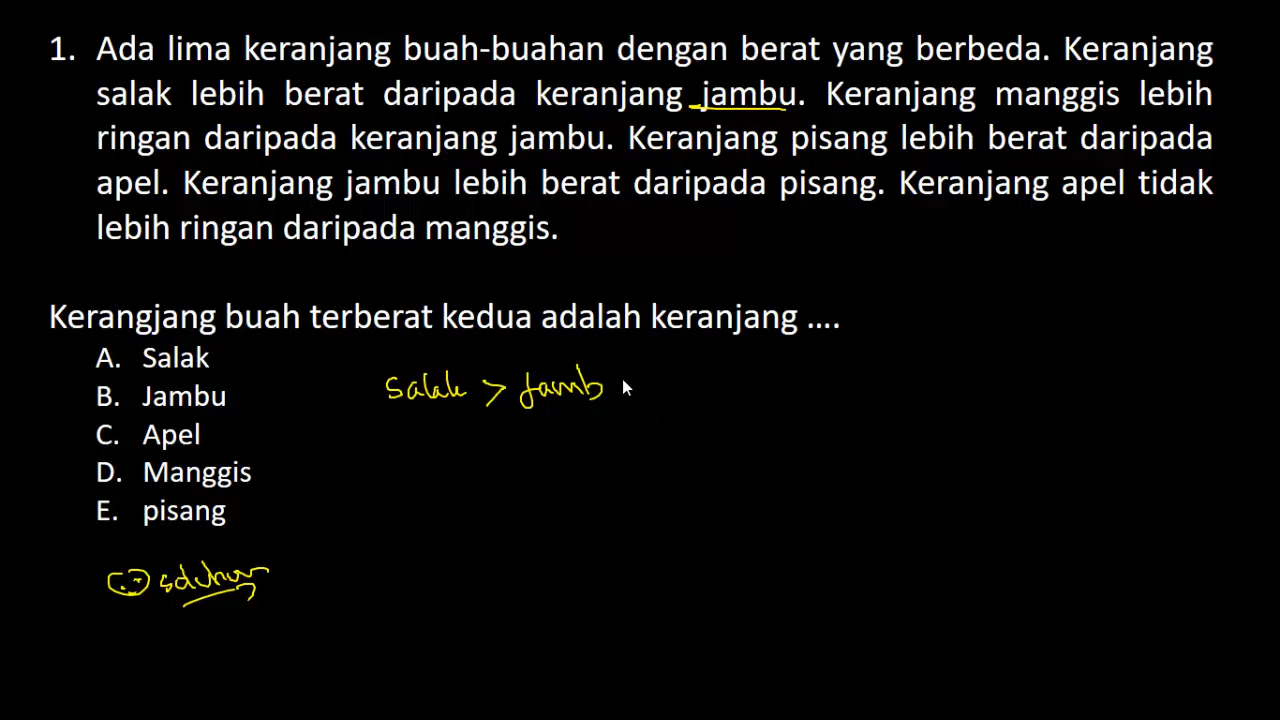 1. Ada lima keranjang buah-buahan dengan berat yang berbeda. Keranjang
salak lebih berat daripada keranjang jambu. Keranjang manggis lebih
ringan daripada keranjang jambu. Keranjang pisang lebih berat daripada
apel. Keranjang jambu lebih berat daripada pisang. Keranjang apel tidak
lebih ringan daripada manggis.
Kerangjang buah terberat kedua adalah keranjang ....
A. Salak
B. Jambu
C. Apel
D. Manggis
E. pisang
Salak > Jamb